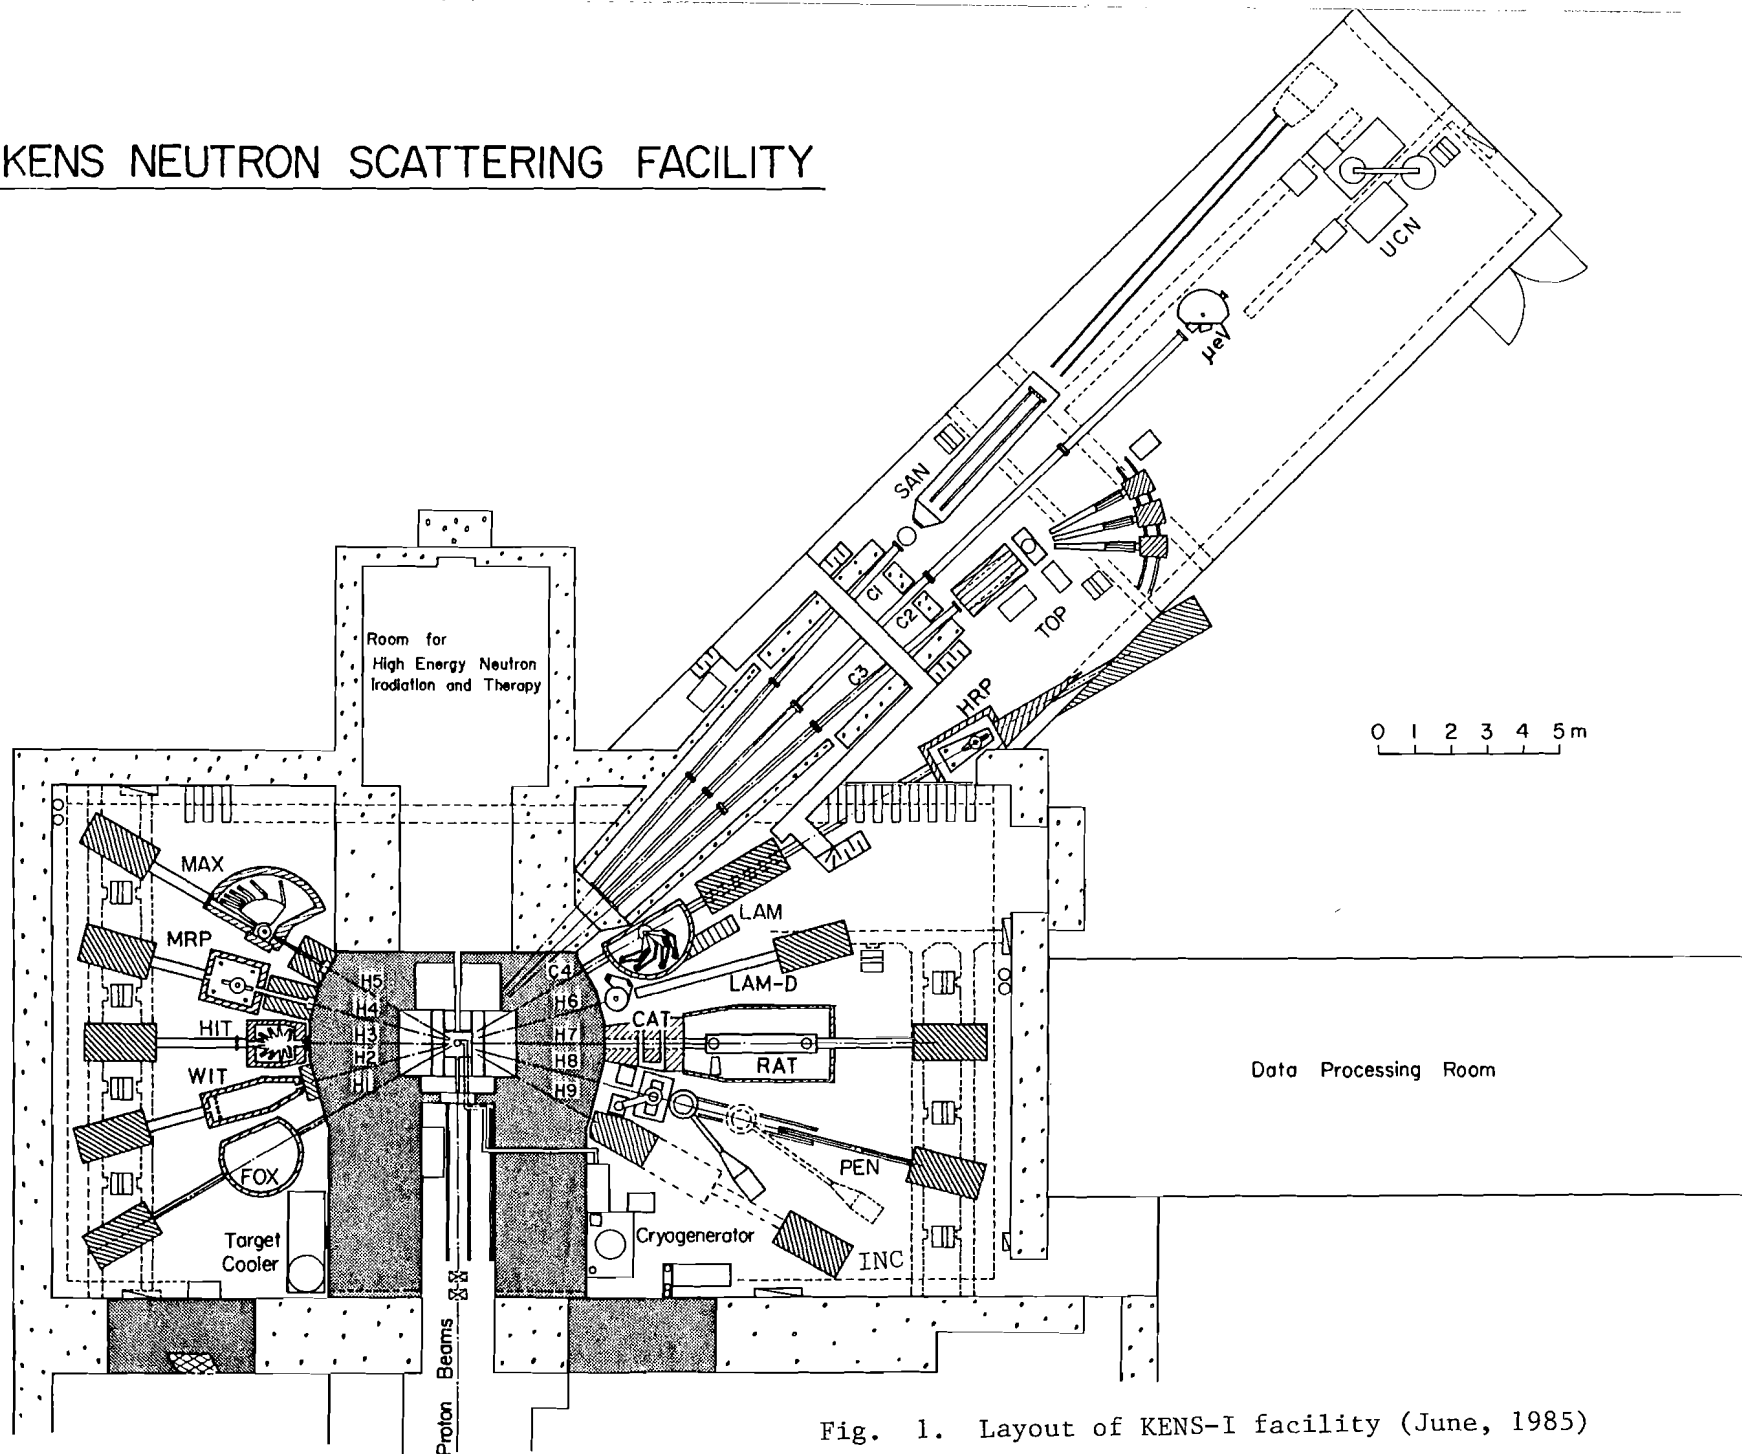 KENS NEUTRON SCATTERING FACILITY
UCN
μeV
SAN
C1
C2
TOP
C3
HRP
Room for
High Energy Neutron
Irodiation and Therapy
0 1 2 3 4 5m
MAX
MRP
HIT
WIT
FOX
H5
H4
H3
H2
H1
C4
H6
H7
H8
H9
LAM
LAM-D
CAT
RAT
PEN
INC
Data Processing Room
Target
Cooler
Cryogenerator
Proton Beams
Fig. 1. Layout of KENS-I facility (June, 1985)